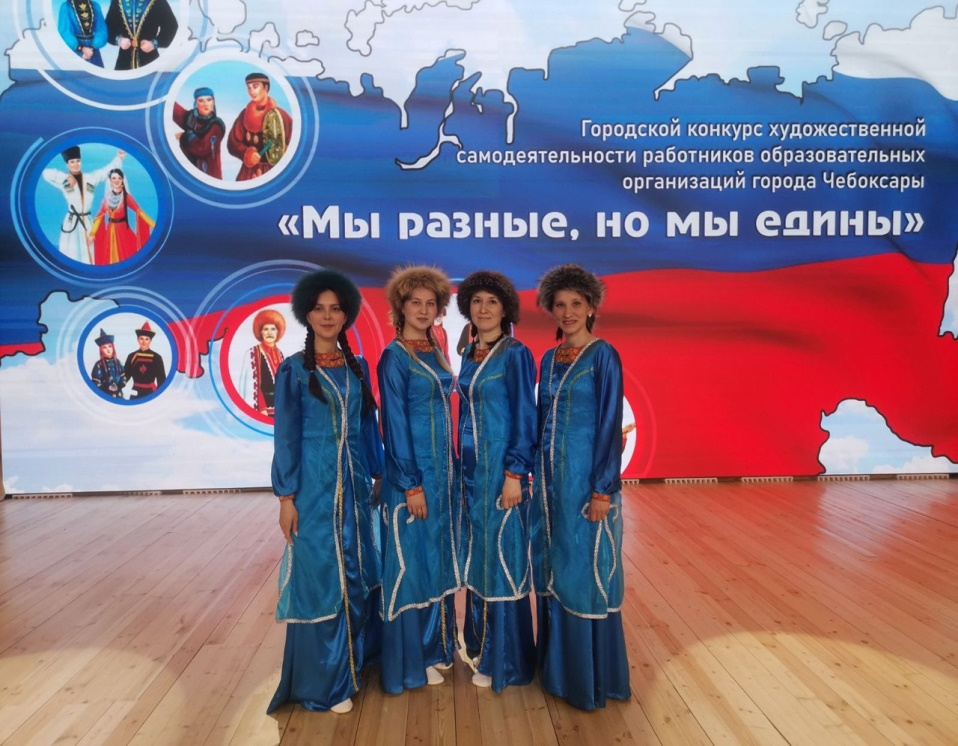 Городской конкурс художественной
самодеятельности работников образовательных
организаций города Чебоксары
«Мы разные, но мы едины»